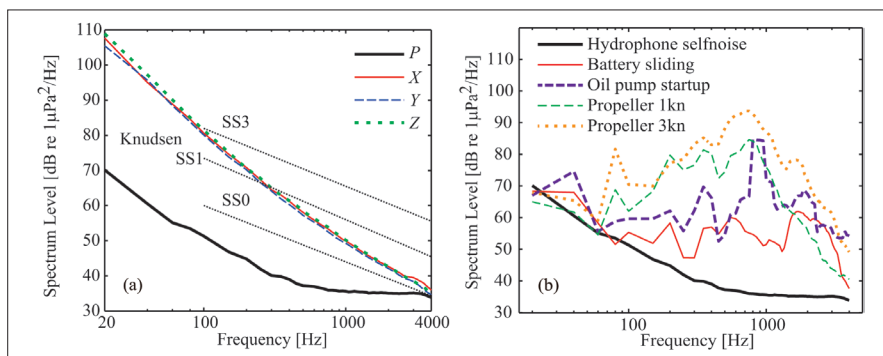 110
100
90
80
70
60
50
40
30
Spectrum Level [dB re 1μPa²/Hz]
P
X
Y
Z
Knudsen
SS3
SS1
SS0
(a)
20
100
1000
4000
Frequency [Hz]
110
100
90
80
70
60
50
40
30
Spectrum Level [dB re 1μPa²/Hz]
Hydrophone selfnoise
Battery sliding
Oil pump startup
Propeller 1kn
Propeller 3kn
(b)
100
1000
Frequency [Hz]